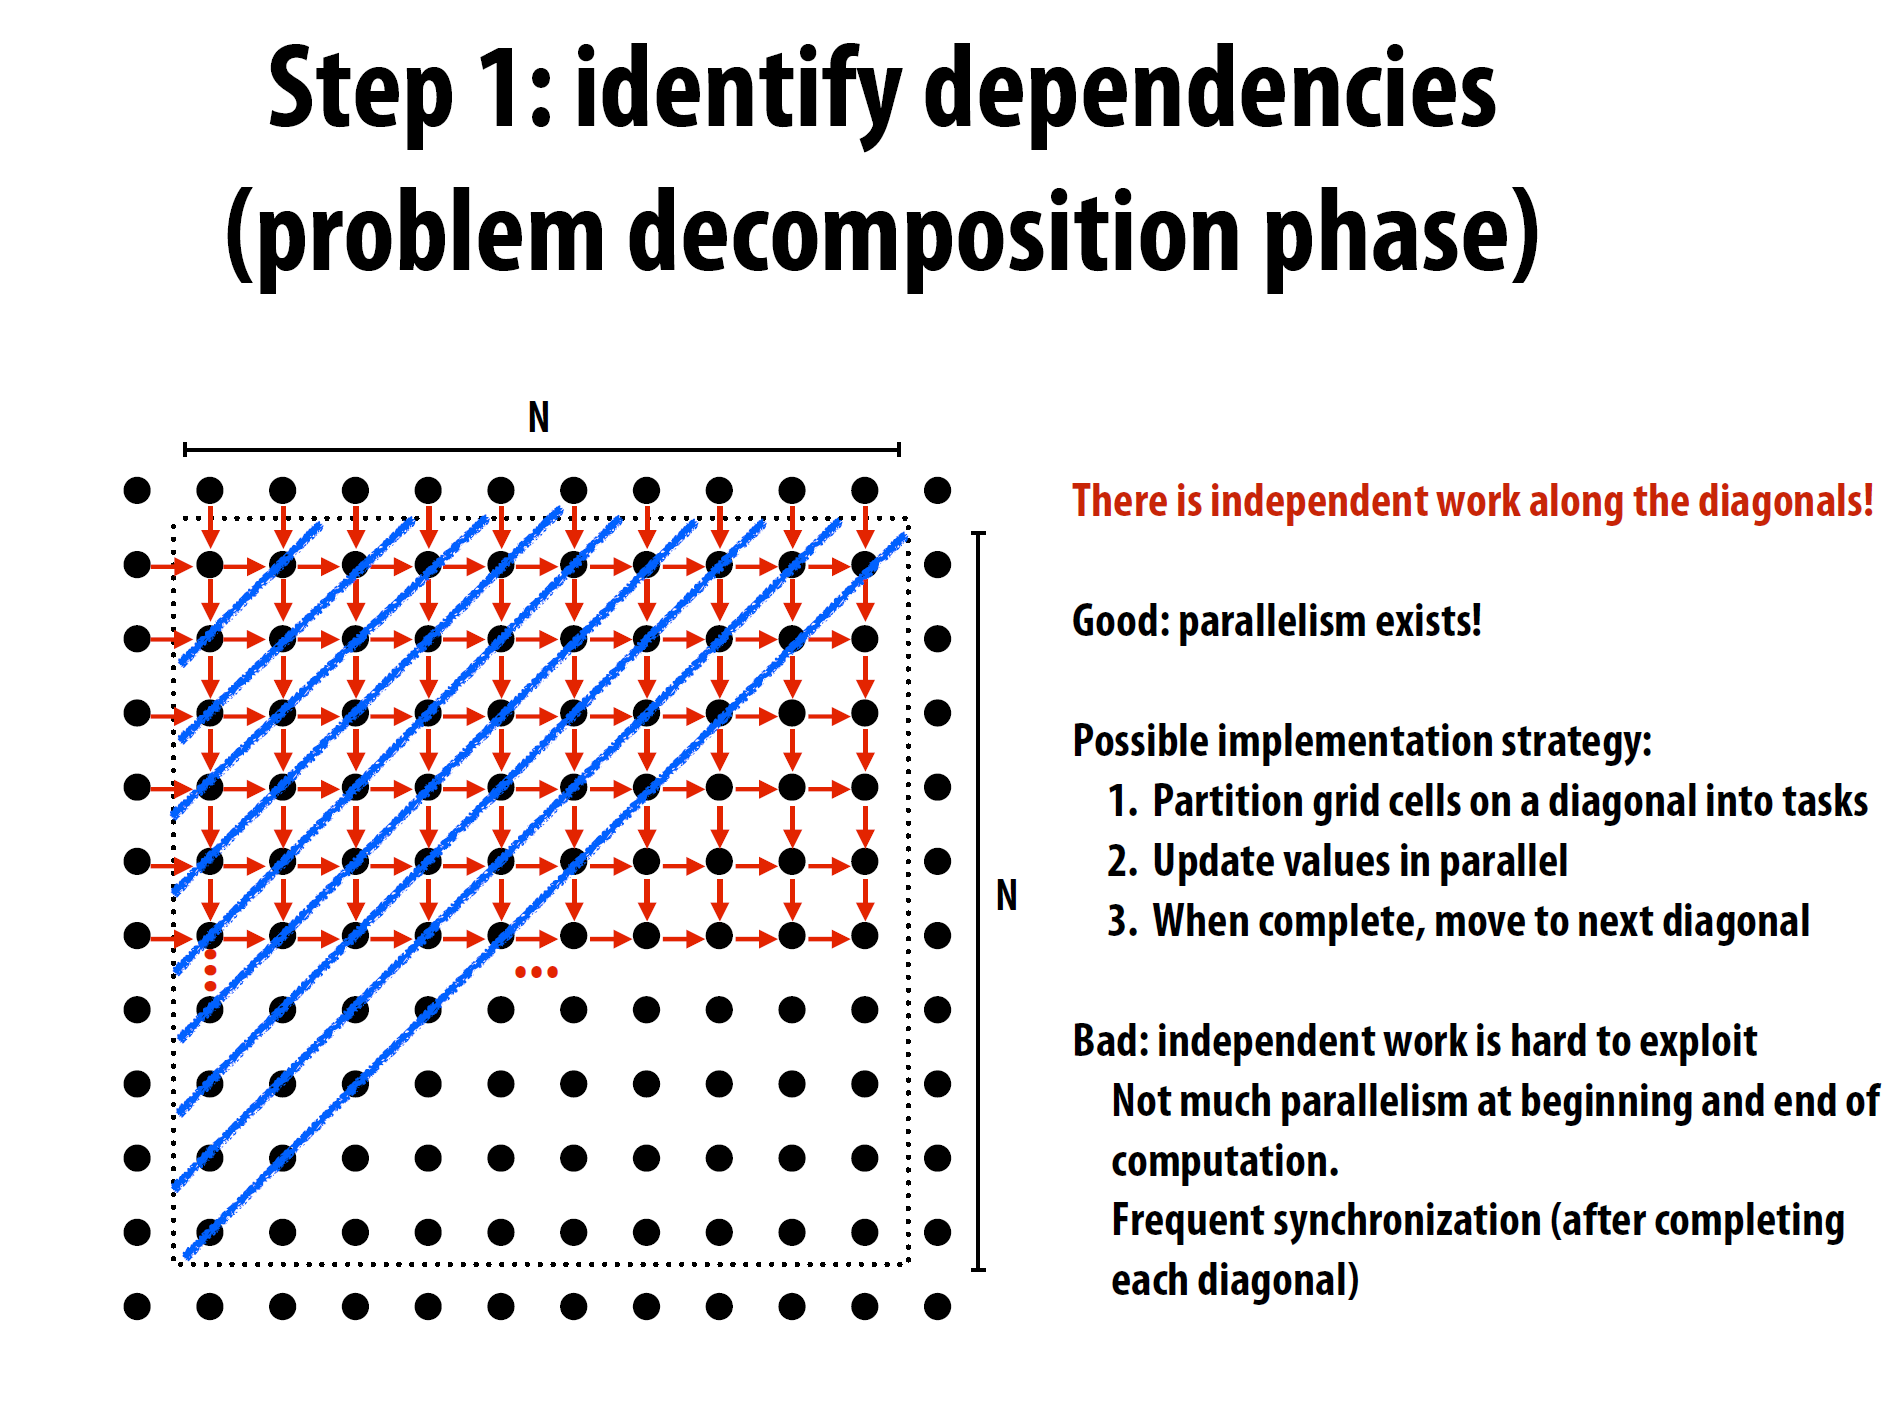 Step 1: identify dependencies
(problem decomposition phase)
N
There is independent work along the diagonals!
Good: parallelism exists!
Possible implementation strategy:
1. Partition grid cells on a diagonal into tasks
2. Update values in parallel
N
3. When complete, move to next diagonal
Bad: independent work is hard to exploit
Not much parallelism at beginning and end of
computation.
Frequent synchronization (after completing
each diagonal)